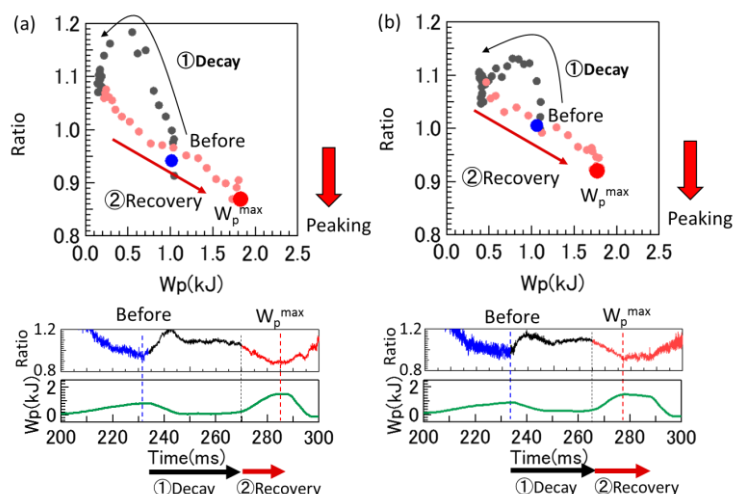 (a)
1.2
1.1
1.0
0.9
0.8
Ratio
①Decay
Before
②Recovery
Wp^max
Peaking
0.0 0.5 1.0 1.5 2.0 2.5
Wp(kJ)
(b)
1.2
1.1
1.0
0.9
0.8
Ratio
①Decay
Before
②Recovery
Wp^max
Peaking
0.0 0.5 1.0 1.5 2.0 2.5
Wp(kJ)
Before
Wp^max
Ratio
1.2
0.8
Wp(kJ)
2
0
200 220 240 260 280 300
Time(ms)
①Decay ②Recovery
Before
Wp^max
Ratio
1.2
0.8
Wp(kJ)
2
0
200 220 240 260 280 300
Time(ms)
①Decay ②Recovery